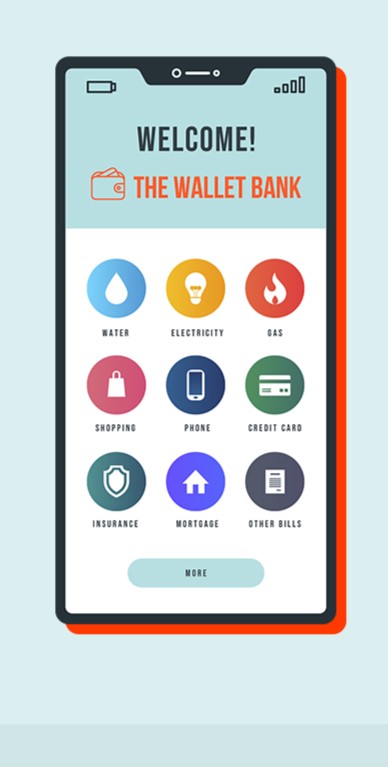 WELCOME!
THE WALLET BANK
WATER
ELECTRICITY
GAS
SHOPPING
PHONE
CREDIT CARD
INSURANCE
MORTGAGE
OTHER BILLS
MORE